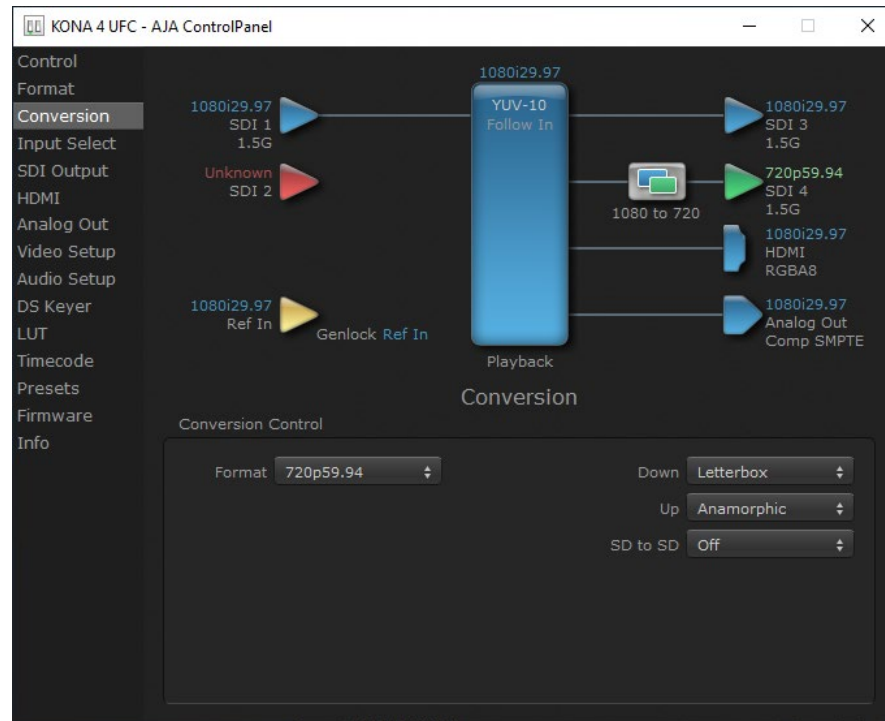 KONA 4 UFC - AJA ControlPanel
Control
Format
Conversion
Input Select
SDI Output
HDMI
Analog Out
Video Setup
Audio Setup
DS Keyer
LUT
Timecode
Presets
Firmware
Info
1080i29.97
SDI 1
1.5G
Unknown
SDI 2
1080i29.97
Ref In
Genlock Ref In
1080i29.97
YUV-10
Follow In
Playback
1080 to 720
1080i29.97
SDI 3
1.5G
720p59.94
SDI 4
1.5G
1080i29.97
HDMI
RGBA8
1080i29.97
Analog Out
Comp SMPTE
Conversion
Conversion Control
Format 720p59.94
Down Letterbox
Up Anamorphic
SD to SD Off